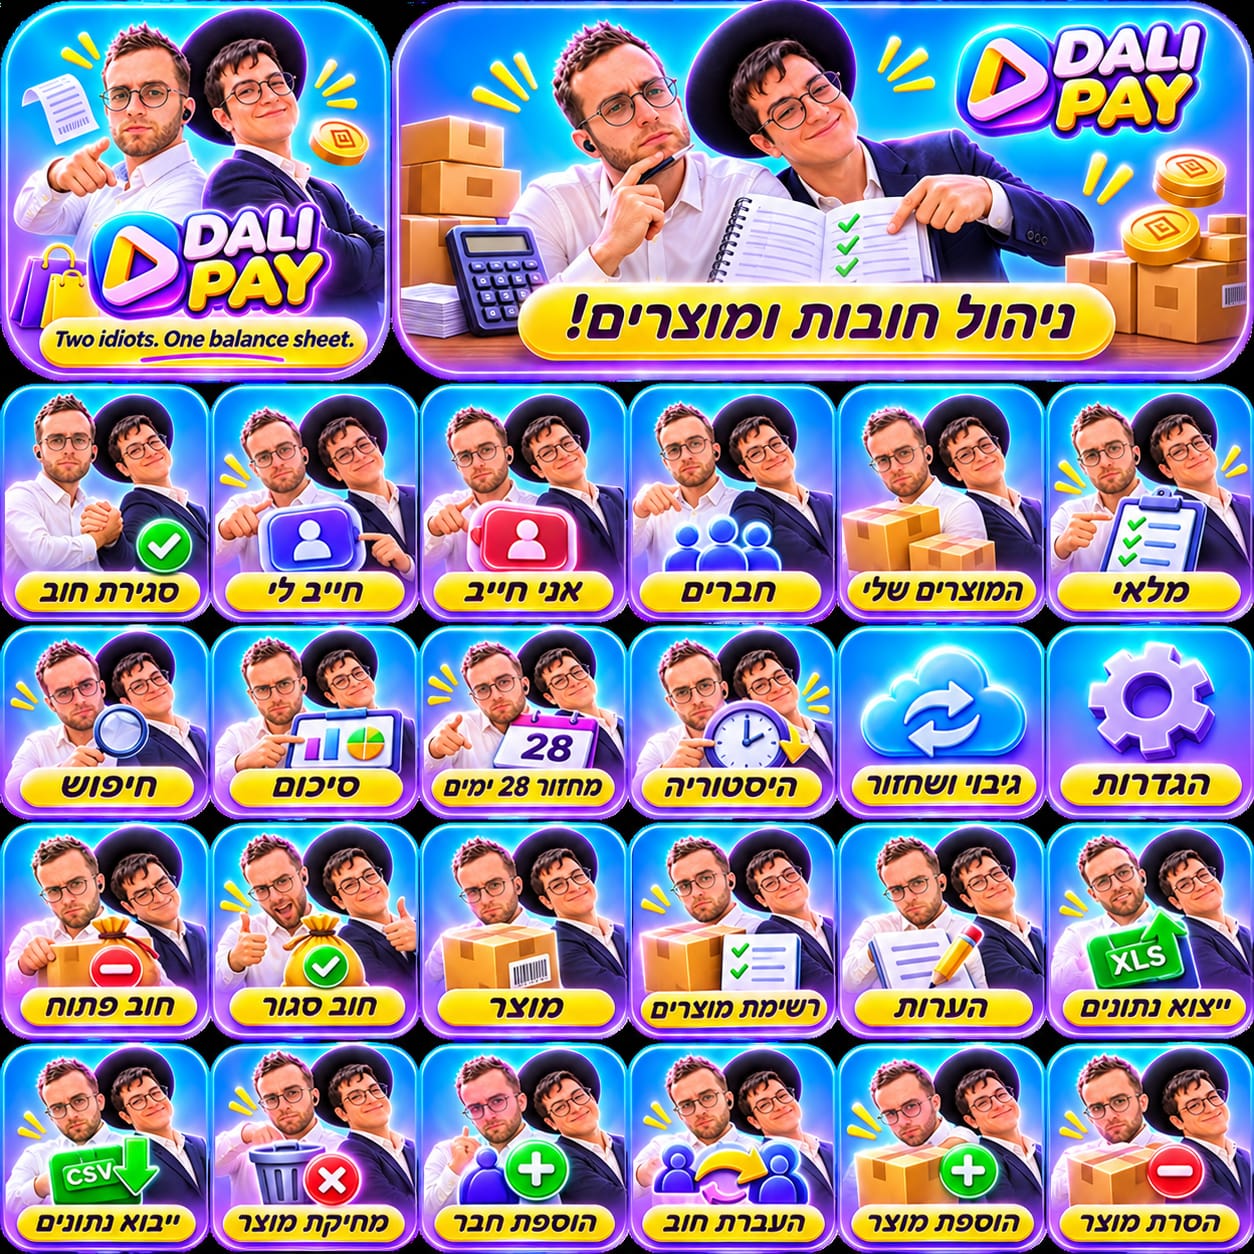 DALI
PAY
Two idiots. One balance sheet.
DALI
PAY
ניהול חובות ומוצרים!
סגירת חוב
חייב לי
אני חייב
חברים
המוצרים שלי
מלאי
חיפוש
סיכום
28
מחזור 28 ימים
היסטוריה
גיבוי ושחזור
הגדרות
חוב פתוח
חוב סגור
מוצר
רשימת מוצרים
הערות
XLS
ייצוא נתונים
CSV
ייבוא נתונים
מחיקת מוצר
הוספת חבר
העברת חוב
הוספת מוצר
הסרת מוצר